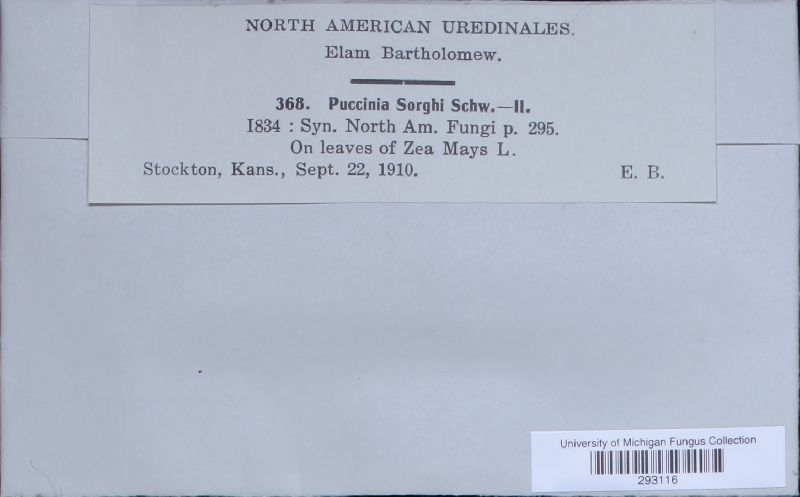 NORTH AMERICAN UREDINALES.
Elam Bartholomew.
368. Puccinia Sorghi Schw.—II.
1834 : Syn. North Am. Fungi p. 295.
On leaves of Zea Mays L.
Stockton, Kans., Sept. 22, 1910. E. B.
University of Michigan Fungus Collection
293116